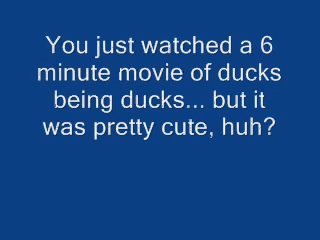 You just watched a 6
minute movie of ducks
being ducks... but it
was pretty cute, huh?